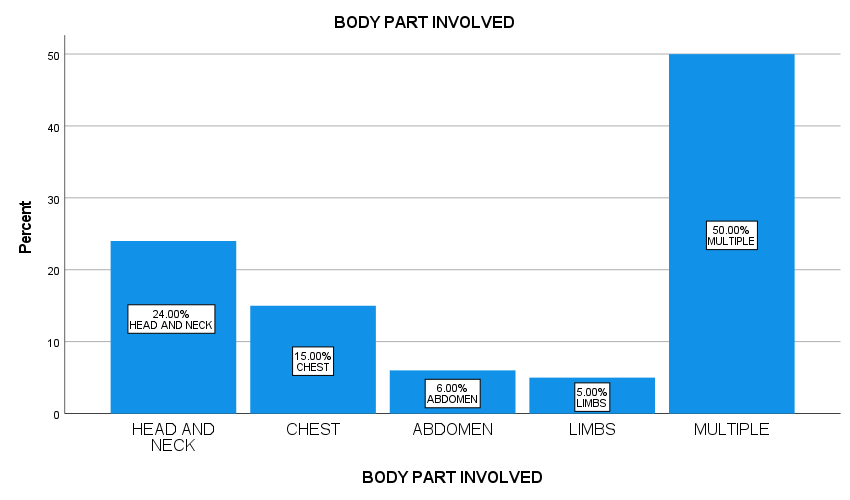 BODY PART INVOLVED
Percent
50
40
30
20
10
0
24.00%
HEAD AND NECK
15.00%
CHEST
6.00%
ABDOMEN
5.00%
LIMBS
50.00%
MULTIPLE
HEAD AND
NECK
CHEST
ABDOMEN
LIMBS
MULTIPLE
BODY PART INVOLVED